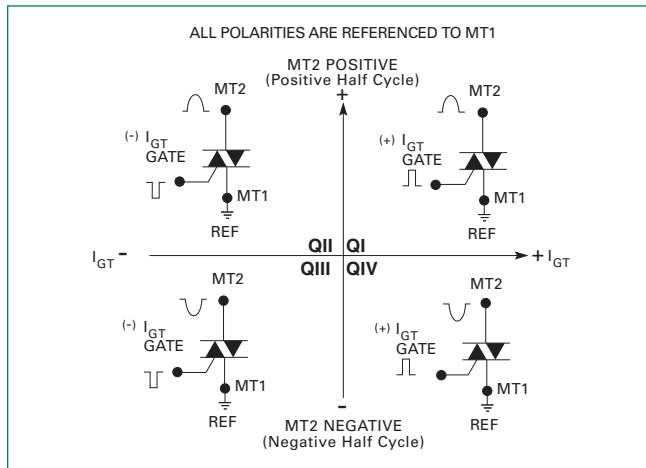 ALL POLARITIES ARE REFERENCED TO MT1
MT2 POSITIVE
(Positive Half Cycle)
+
MT2
(-) IGT
GATE
MT1
REF
MT2
(+) IGT
GATE
MT1
REF
IGT -
QII QI
QIII QIV
+ IGT
MT2
(-) IGT
GATE
MT1
REF
MT2
(+) IGT
GATE
MT1
REF
-
MT2 NEGATIVE
(Negative Half Cycle)